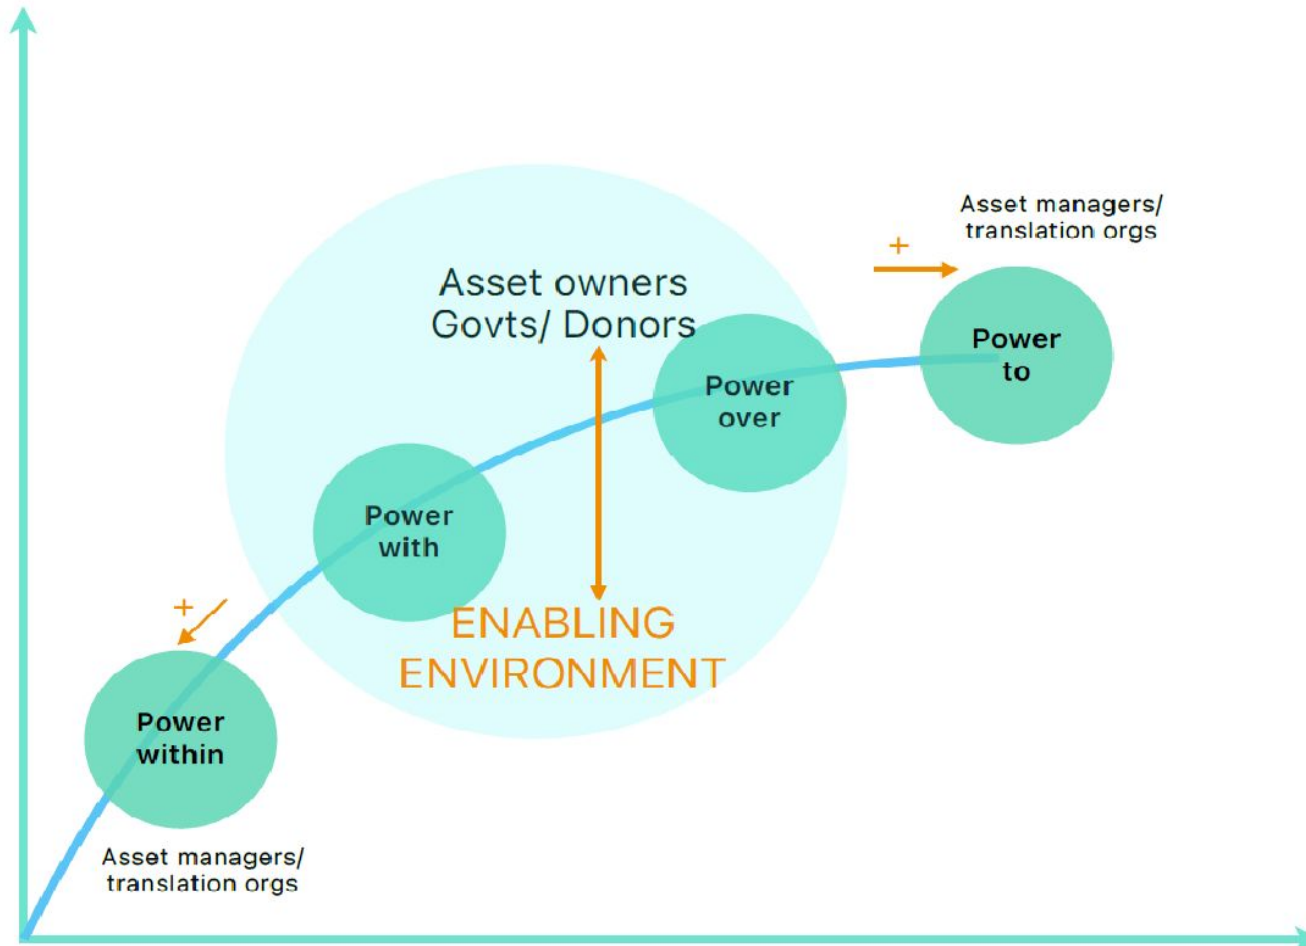 Asset managers/
translation orgs
+
Asset owners
Govts/ Donors
Power
to
Power
over
Power
with
+
ENABLING
ENVIRONMENT
Power
within
Asset managers/
translation orgs